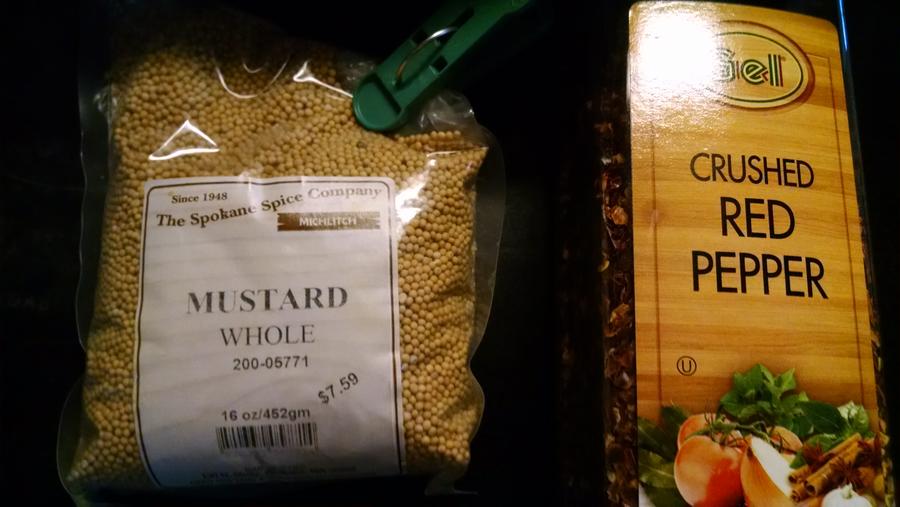 Since 1948
The Spokane Spice Company
MICHLITCH
MUSTARD
WHOLE
200-05771
$7.59
16 oz/452gm
CRUSHED
RED
PEPPER
U